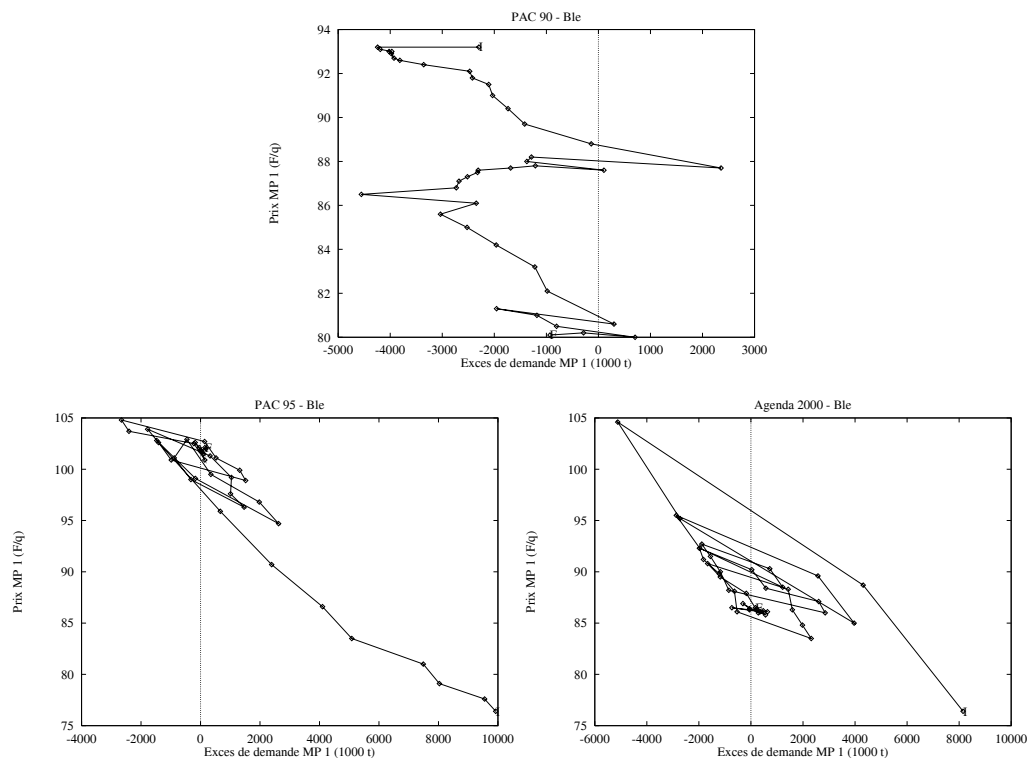 PAC 90 - Ble
94
92
90
88
86
84
82
80
Prix MP 1 (F/q)
I
F
-5000 -4000 -3000 -2000 -1000 0 1000 2000 3000
Exces de demande MP 1 (1000 t)
PAC 95 - Ble
105
100
95
90
85
80
75
Prix MP 1 (F/q)
F
I
-4000 -2000 0 2000 4000 6000 8000 10000
Exces de demande MP 1 (1000 t)
Agenda 2000 - Ble
105
100
95
90
85
80
75
Prix MP 1 (F/q)
F
I
-6000 -4000 -2000 0 2000 4000 6000 8000 10000
Exces de demande MP 1 (1000 t)